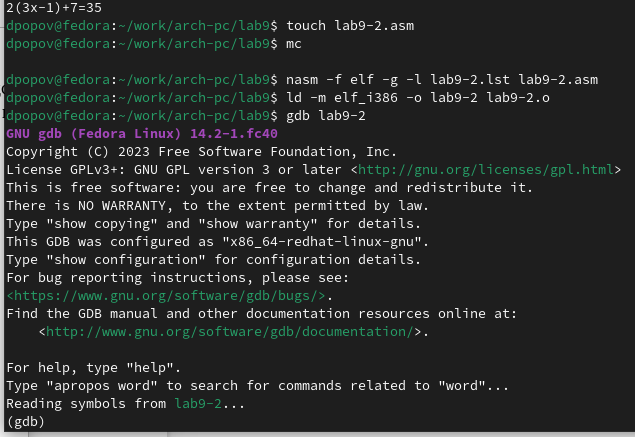 2(3x-1)+7=35
dpopov@fedora:~/work/arch-pc/lab9$ touch lab9-2.asm
dpopov@fedora:~/work/arch-pc/lab9$ mc

dpopov@fedora:~/work/arch-pc/lab9$ nasm -f elf -g -l lab9-2.lst lab9-2.asm
dpopov@fedora:~/work/arch-pc/lab9$ ld -m elf_i386 -o lab9-2 lab9-2.o
dpopov@fedora:~/work/arch-pc/lab9$ gdb lab9-2
GNU gdb (Fedora Linux) 14.2-1.fc40
Copyright (C) 2023 Free Software Foundation, Inc.
License GPLv3+: GNU GPL version 3 or later <http://gnu.org/licenses/gpl.html>
This is free software: you are free to change and redistribute it.
There is NO WARRANTY, to the extent permitted by law.
Type "show copying" and "show warranty" for details.
This GDB was configured as "x86_64-redhat-linux-gnu".
Type "show configuration" for configuration details.
For bug reporting instructions, please see:
<https://www.gnu.org/software/gdb/bugs/>.
Find the GDB manual and other documentation resources online at:
    <http://www.gnu.org/software/gdb/documentation/>.

For help, type "help".
Type "apropos word" to search for commands related to "word"...
Reading symbols from lab9-2...
(gdb)